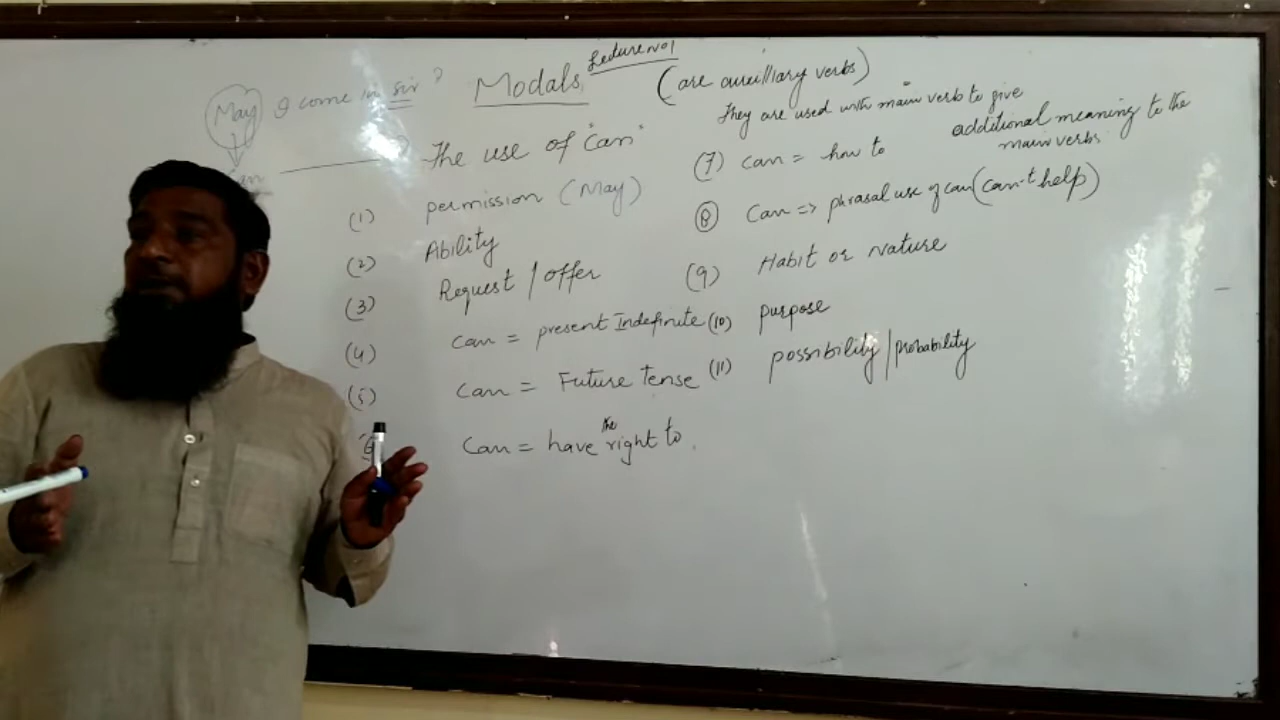 Lecture no1
Modals
(are auxillary verbs)
They are used with main verb to give
additional meaning to the
main verbs.
May I come in sir?
Can
The use of "Can"
(1) permission (May)
(2) Ability
(3) Request / offer
(4) Can = present Indefinite
(5) Can = Future tense
Can = have the right to.
(7) Can = how to
(8) Can => phrasal use of can (can't help)
(9) Habit or Nature
(10) purpose
(11) possibility / probability